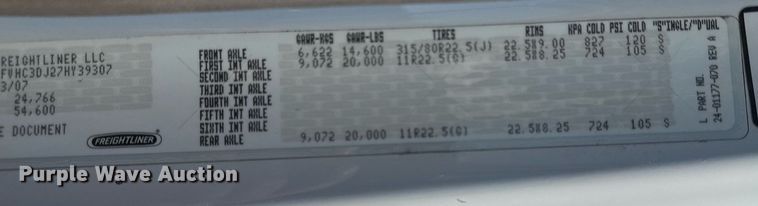 REIGHTLINER LLC
FVHC3DJ27HY39307
3/07
24,766
54,600
E DOCUMENT
FREIGHTLINER
GAWR-KGS GAWR-LBS TIRES RIMS KPA COLD PSI COLD "S"INGLE/"D"UAL
FRONT AXLE 6,622 14,600 315/80R22.5(J) 22.5X9.00 827 120 S
FIRST INT AXLE 9,072 20,000 11R22.5(G) 22.5X8.25 724 105 S
SECOND INT AXLE
THIRD INT AXLE
FOURTH INT AXLE
FIFTH INT AXLE
SIXTH INT AXLE
REAR AXLE 9,072 20,000 11R22.5(G) 22.5X8.25 724 105 S
L PART NO.
24-01177-070 REV A
Purple Wave Auction